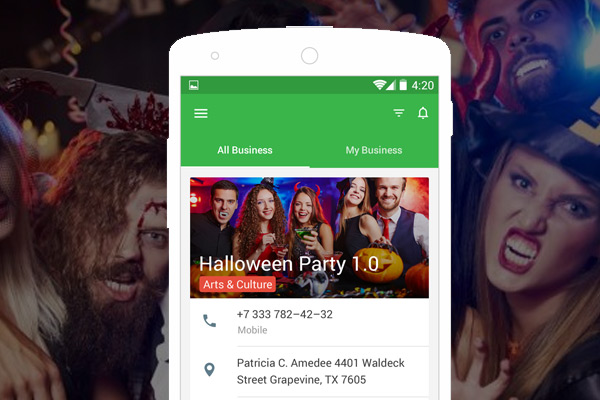 4:20
All Business
My Business
Halloween Party 1.0
Arts & Culture
+7 333 782–42–32
Mobile
Patricia C. Amedee 4401 Waldeck
Street Grapevine, TX 7605